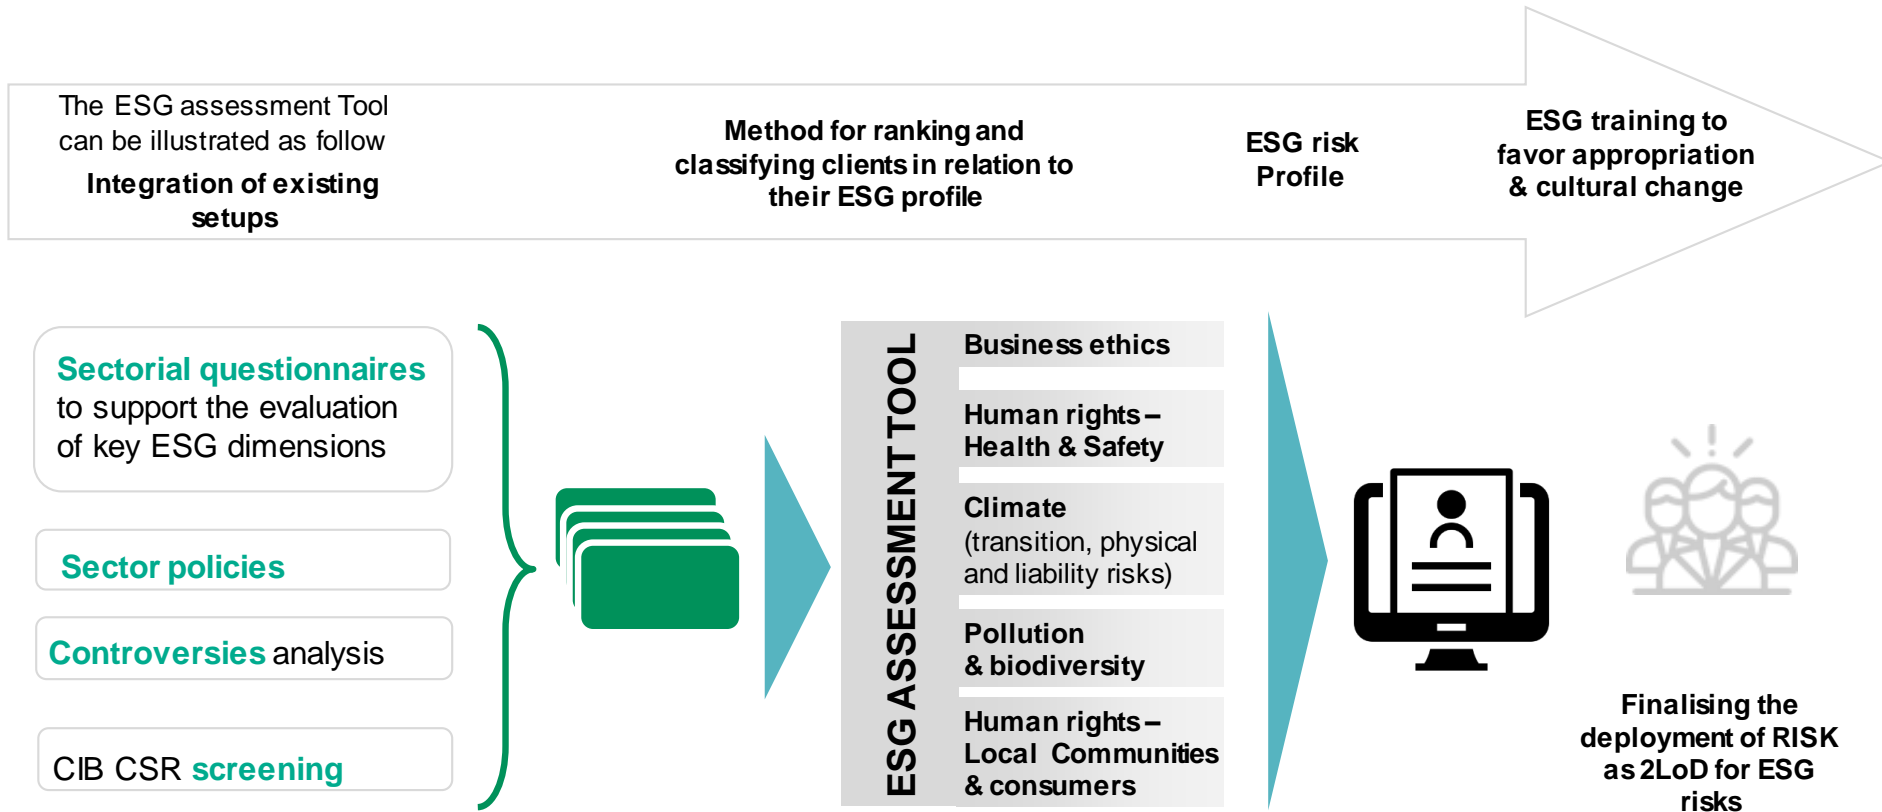 The ESG assessment Tool
can be illustrated as follow
Integration of existing
setups
Method for ranking and
classifying clients in relation to
their ESG profile
ESG risk
Profile
ESG training to
favor appropriation
& cultural change
Sectorial questionnaires
to support the evaluation
of key ESG dimensions
Sector policies
Controversies analysis
CIB CSR screening
ESG ASSESSMENT TOOL
Business ethics
Human rights –
Health & Safety
Climate
(transition, physical
and liability risks)
Pollution
& biodiversity
Human rights –
Local Communities
& consumers
Finalising the
deployment of RISK
as 2LoD for ESG
risks